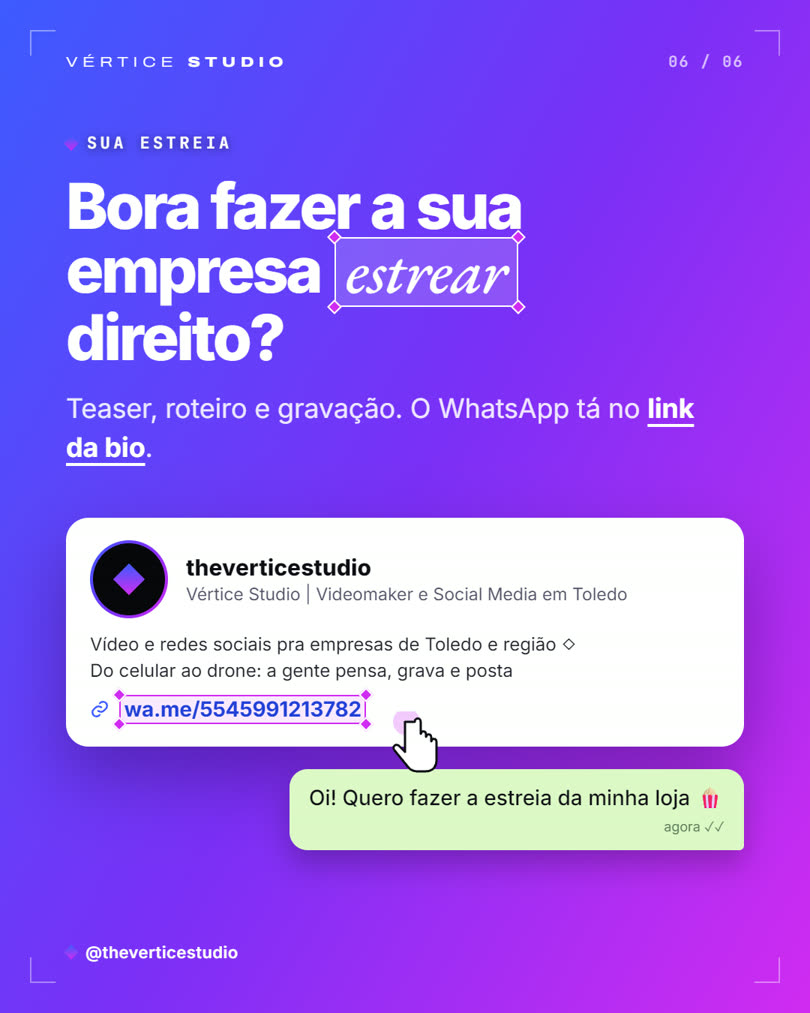 VÉRTICE STUDIO
06 / 06
SUA ESTREIA
Bora fazer a sua
empresa estrear
direito?
Teaser, roteiro e gravação. O WhatsApp tá no link
da bio.
theverticestudio
Vértice Studio | Videomaker e Social Media em Toledo
Vídeo e redes sociais pra empresas de Toledo e região ◇
Do celular ao drone: a gente pensa, grava e posta
wa.me/5545991213782
Oi! Quero fazer a estreia da minha loja 🍿
agora ✓✓
@theverticestudio